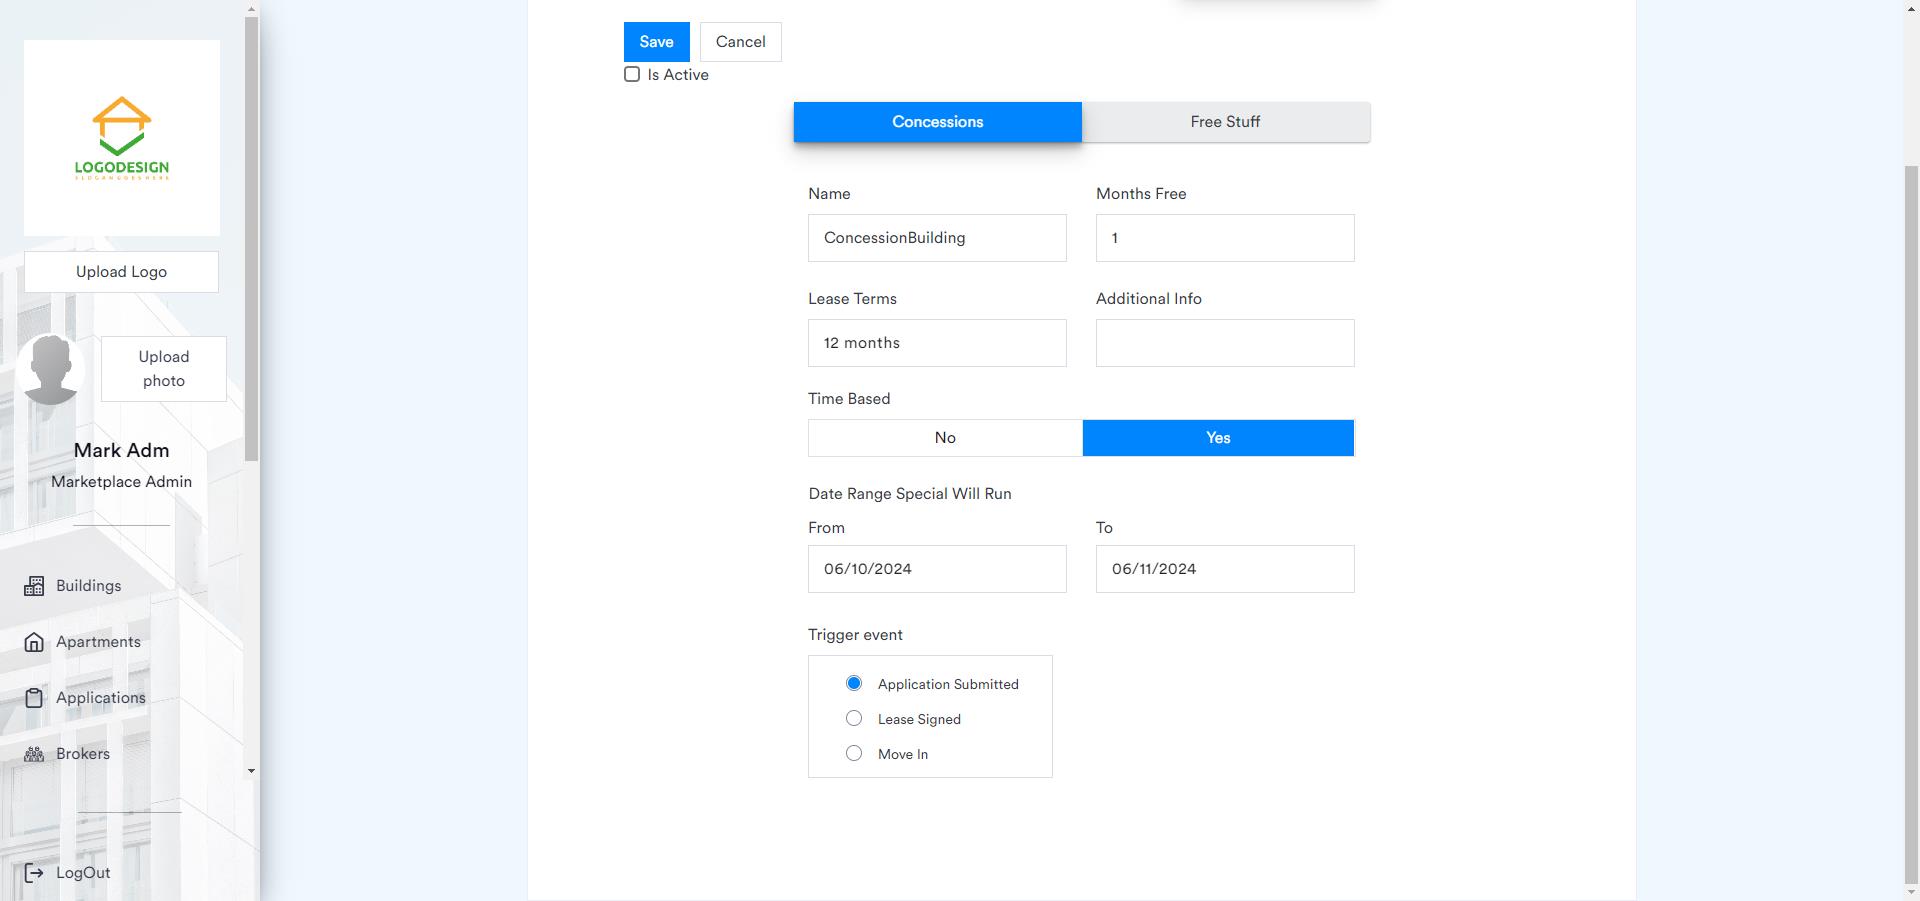 LOGODESIGN
Upload Logo
Upload
photo
Mark Adm
Marketplace Admin
Buildings
Apartments
Applications
Brokers
LogOut
Save
Cancel
Is Active
Concessions
Free Stuff
Name
Months Free
ConcessionBuilding
1
Lease Terms
Additional Info
12 months
Time Based
No
Yes
Date Range Special Will Run
From
To
06/10/2024
06/11/2024
Trigger event
Application Submitted
Lease Signed
Move In